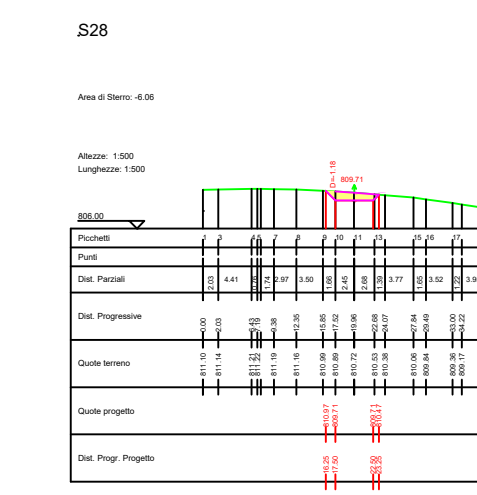 S28
Area di Sterro: -6.06
Altezze: 1:500
Lunghezze: 1:500
D=-1.18
809.71
806.00
Picchetti 1 3 4 5 7 8 9 10 11 13 15 16 17
Punti
Dist. Parziali 2.03 4.41 0.76 1.74 2.97 3.50 1.66 2.45 2.68 1.39 3.77 1.65 3.52 1.22 3.9
Dist. Progressive 0.00 2.03 6.43 7.19 9.38 12.35 15.85 17.52 19.96 22.68 24.07 27.84 29.49 33.00 34.22
Quote terreno 811.10 811.14 811.21 811.22 811.19 811.16 810.99 810.89 810.72 810.53 810.38 810.06 809.84 809.36 809.17
Quote progetto 810.97 809.71 809.71 810.47
Dist. Progr. Progetto 16.25 17.50 22.50 23.25